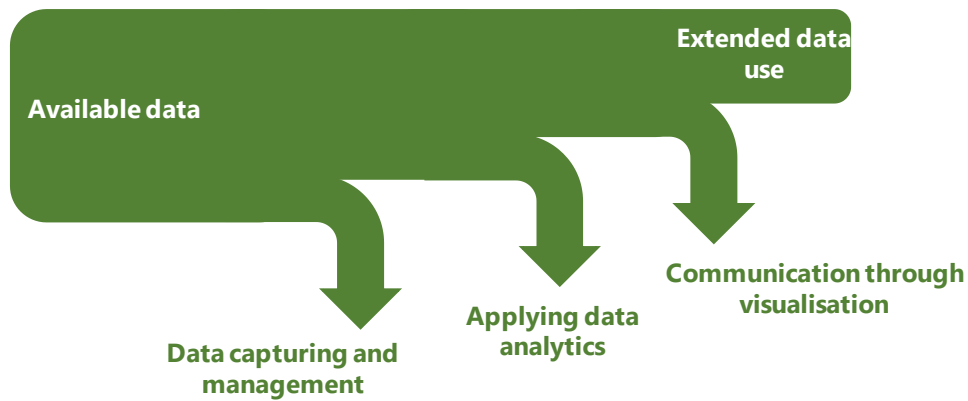 Extended data
use
Available data
Communication through
visualisation
Applying data
analytics
Data capturing and
management